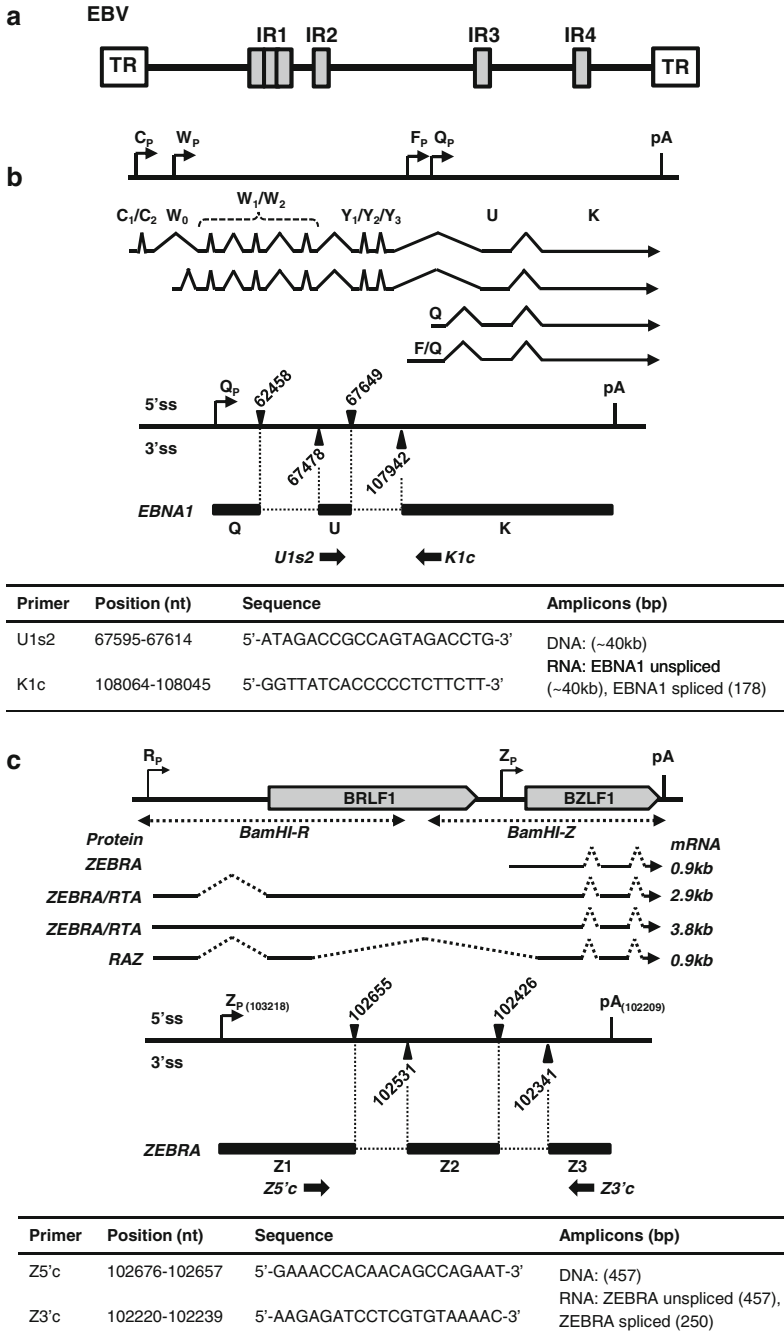 a
EBV
IR1 IR2 IR3 IR4
TR TR
CP WP FP QP pA
b
W1/W2
C1/C2 W0 Y1/Y2/Y3 U K
Q
F/Q
QP 62458 67649 pA
5'ss
3'ss
67478 107942
EBNA1
Q U K
U1s2 K1c
Primer Position (nt) Sequence Amplicons (bp)
U1s2 67595-67614 5'-ATAGACCGCCAGTAGACCTG-3' DNA: (~40kb)
RNA: EBNA1 unspliced
K1c 108064-108045 5'-GGTTATCACCCCCTCTTCTT-3' (~40kb), EBNA1 spliced (178)
c
RP ZP pA
BRLF1 BZLF1
BamHI-R BamHI-Z
Protein mRNA
ZEBRA 0.9kb
ZEBRA/RTA 2.9kb
ZEBRA/RTA 3.8kb
RAZ 0.9kb
ZP (103218) 102655 102426 pA(102209)
5'ss
3'ss
102531 102341
ZEBRA
Z1 Z2 Z3
Z5'c Z3'c
Primer Position (nt) Sequence Amplicons (bp)
Z5'c 102676-102657 5'-GAAACCACAACAGCCAGAAT-3' DNA: (457)
RNA: ZEBRA unspliced (457),
Z3'c 102220-102239 5'-AAGAGATCCTCGTGTAAAAC-3' ZEBRA spliced (250)